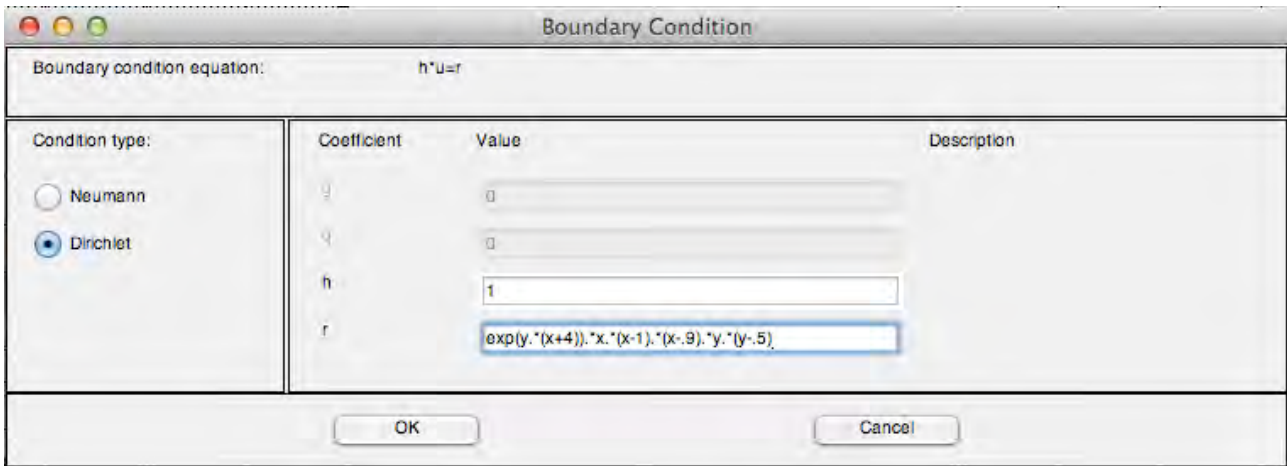 Boundary Condition
Boundary condition equation: h*u=r
Condition type: Coefficient Value Description
Neumann g 0
Dirichlet q 0
h 1
r exp(y.*(x+4)).*x.*(x-1).*(x-.9).*y.*(y-.5)
OK Cancel